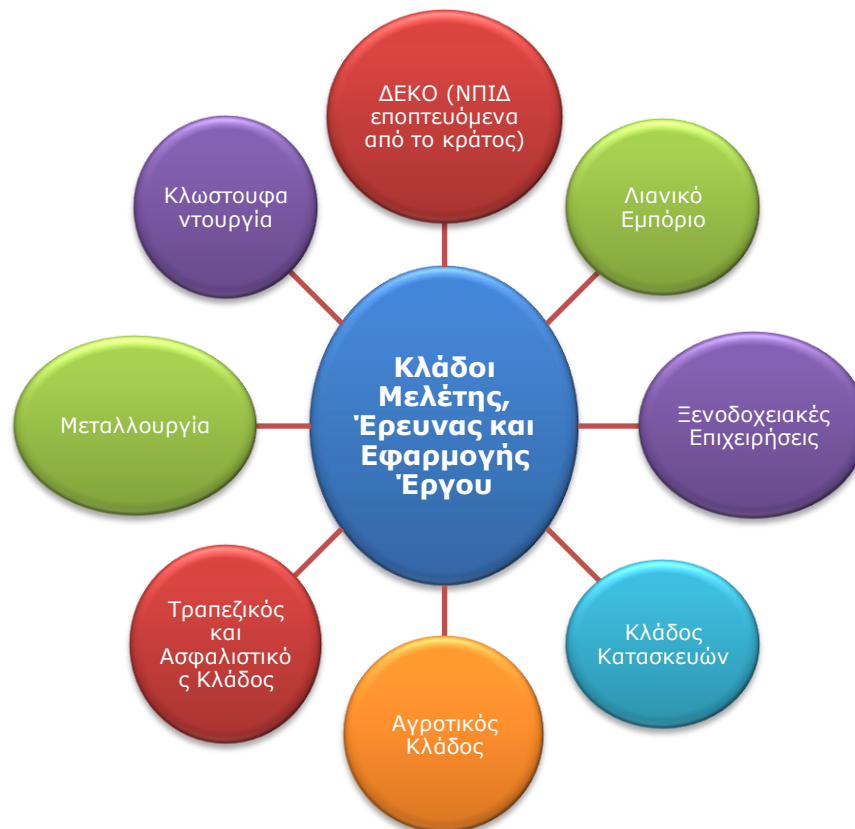 ΔΕΚΟ (ΝΠΙΔ
εποπτευόμενα
από το κράτος)
Λιανικό
Εμπόριο
Ξενοδοχειακές
Επιχειρήσεις
Κλάδος
Κατασκευών
Αγροτικός
Κλάδος
Τραπεζικός
και
Ασφαλιστικό
ς Κλάδος
Μεταλλουργία
Κλωστουφα
ντουργία
Κλάδοι
Μελέτης,
Έρευνας και
Εφαρμογής
Έργου